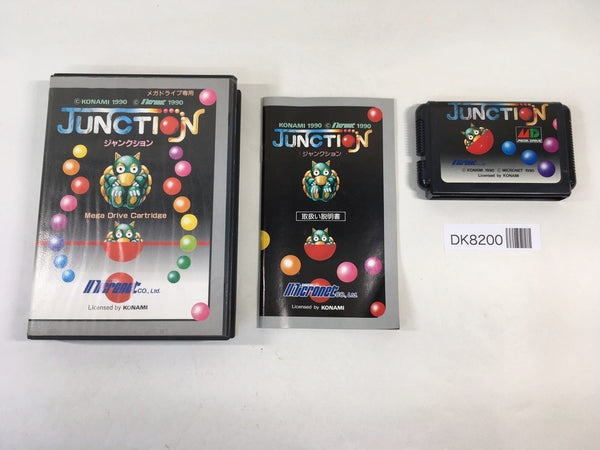 メガドライブ専用
© KONAMI 1990 © Micronet 1990
JUNCTION
ジャンクション
Mega Drive Cartridge
Micronet CO., Ltd.
Licensed by KONAMI
KONAMI 1990 © Micronet 1990
JUNCTION
ジャンクション
取扱い説明書
Micronet CO., Ltd.
Licensed by KONAMI
JUNCTION
MD
MEGA DRIVE
Micronet
© KONAMI 1990 © MICRONET 1990
Licensed by KONAMI
DK8200